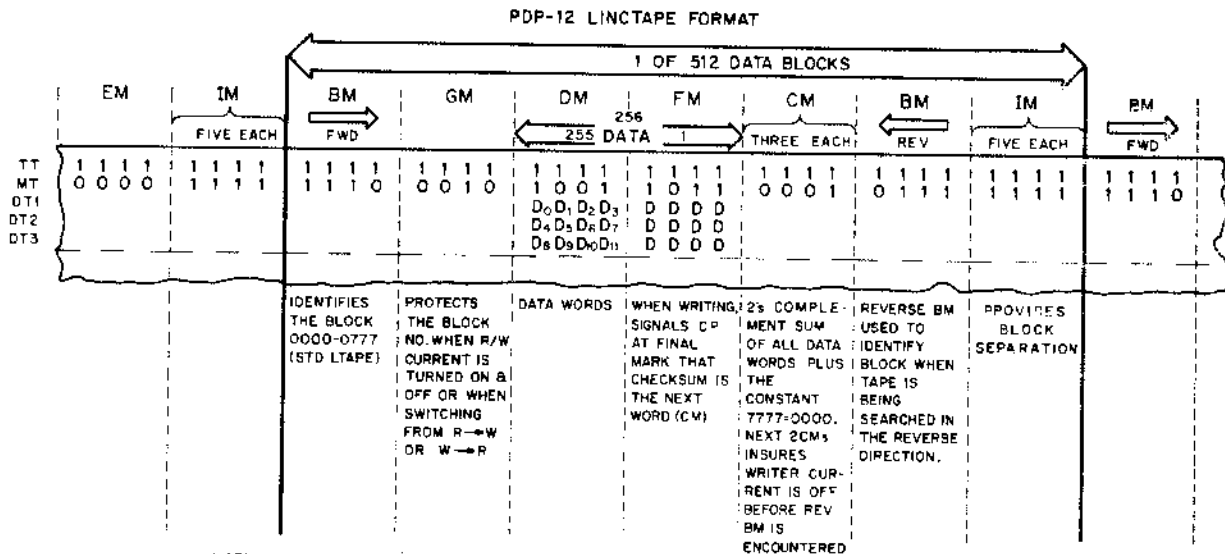 PDP-12 LINCTAPE FORMAT
1 OF 512 DATA BLOCKS
EM IM BM GM DM FM CM BM IM BM
256
FIVE EACH FWD 255 DATA 1 THREE EACH REV FIVE EACH FWD
TT 1 1 1 1 1 1 1 1 1 1 1 1 1 1 1 1 1 1 1 1 1 1 1 1 1 1 1 1 1 1 1 1 1 1 1 1 1 1 1 1
MT 0 0 0 0 1 1 1 1 1 1 1 0 0 0 1 0 1 0 0 1 1 0 1 1 0 0 0 1 0 1 1 1 1 1 1 1 1 1 1 0
DT1 D0 D1 D2 D3 D D D D
DT2 D4 D5 D6 D7 D D D D
DT3 D8 D9 D10 D11 D D D D
IDENTIFIES
THE BLOCK
0000-0777
(STD LTAPE)
PROTECTS
THE BLOCK
NO. WHEN R/W
CURRENT IS
TURNED ON &
OFF OR WHEN
SWITCHING
FROM R→W
OR W→R
DATA WORDS
WHEN WRITING,
SIGNALS CP
AT FINAL
MARK THAT
CHECKSUM IS
THE NEXT
WORD (CM)
2's COMPLE-
MENT SUM
OF ALL DATA
WORDS PLUS
THE
CONSTANT
7777=0000.
NEXT 2CMs
INSURES
WRITER CUR-
RENT IS OFF
BEFORE REV
BM IS
ENCOUNTERED
REVERSE BM
USED TO
IDENTIFY
BLOCK WHEN
TAPE IS
BEING
SEARCHED IN
THE REVERSE
DIRECTION.
PROVIDES
BLOCK
SEPARATION